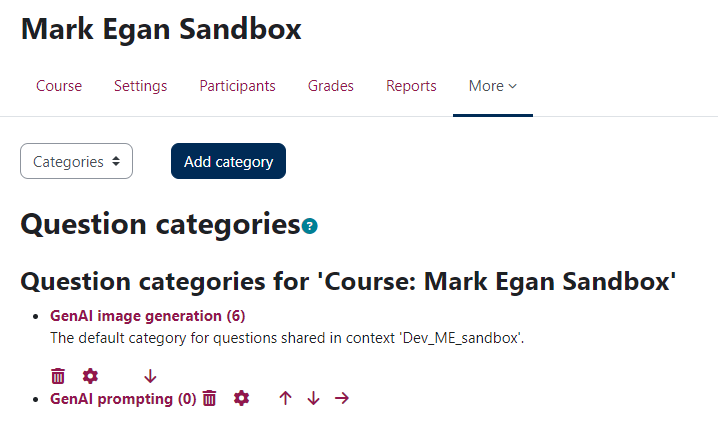 Mark Egan Sandbox
Course Settings Participants Grades Reports More
Categories Add category
Question categories ?
Question categories for 'Course: Mark Egan Sandbox'
GenAI image generation (6)
The default category for questions shared in context 'Dev_ME_sandbox'.
GenAI prompting (0)